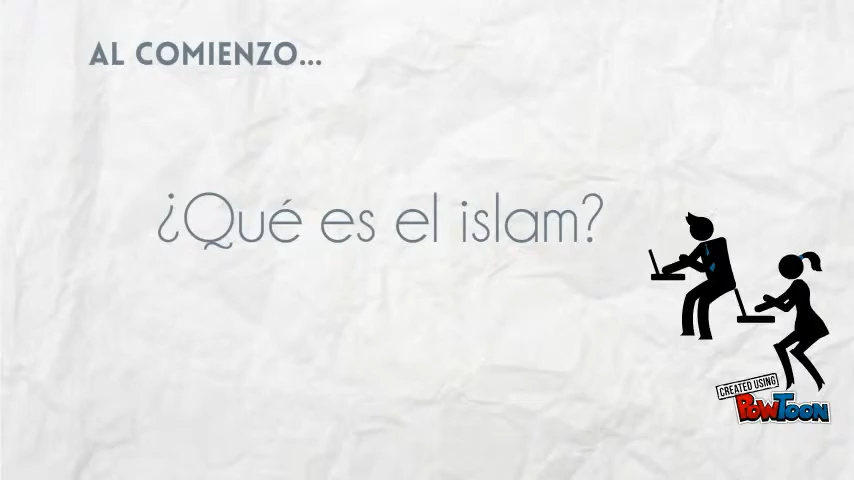 AL COMIENZO...
¿Qué es el islam?
CREATED USING
POWTOON